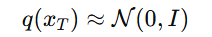 q(x_T) ≈ 𝒩(0, I)